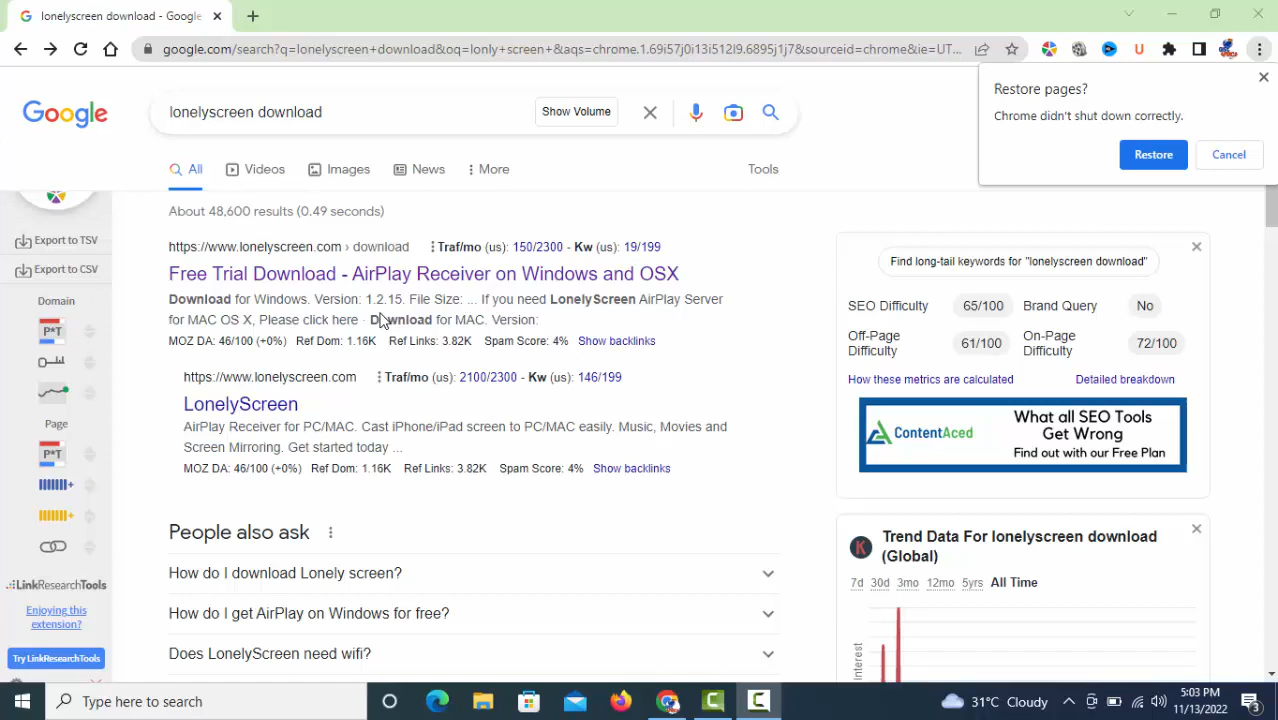 lonelyscreen download - Google
google.com/search?q=lonelyscreen+download&oq=lonly+screen+&aqs=chrome.1.69i57j0i13i512l9.6895j1j7&sourceid=chrome&ie=UT...
Restore pages?
Chrome didn't shut down correctly.
Restore
Cancel
Google
lonelyscreen download
Show Volume
All
Videos
Images
News
More
Tools
About 48,600 results (0.49 seconds)
Export to TSV
Export to CSV
Domain
P*T
Page
P*T
LinkResearchTools
Enjoying this
extension?
Try LinkResearchTools
https://www.lonelyscreen.com › download
Traf/mo (us): 150/2300 - Kw (us): 19/199
Free Trial Download - AirPlay Receiver on Windows and OSX
Download for Windows. Version: 1.2.15. File Size: ... If you need LonelyScreen AirPlay Server
for MAC OS X, Please click here · Download for MAC. Version:
MOZ DA: 46/100 (+0%) Ref Dom: 1.16K Ref Links: 3.82K Spam Score: 4% Show backlinks
https://www.lonelyscreen.com
Traf/mo (us): 2100/2300 - Kw (us): 146/199
LonelyScreen
AirPlay Receiver for PC/MAC. Cast iPhone/iPad screen to PC/MAC easily. Music, Movies and
Screen Mirroring. Get started today ...
MOZ DA: 46/100 (+0%) Ref Dom: 1.16K Ref Links: 3.82K Spam Score: 4% Show backlinks
People also ask
How do I download Lonely screen?
How do I get AirPlay on Windows for free?
Does LonelyScreen need wifi?
Find long-tail keywords for "lonelyscreen download"
SEO Difficulty 65/100 Brand Query No
Off-Page
Difficulty
61/100
On-Page
Difficulty
72/100
How these metrics are calculated
Detailed breakdown
ContentAced
What all SEO Tools
Get Wrong
Find out with our Free Plan
K
Trend Data For lonelyscreen download
(Global)
7d 30d 3mo 12mo 5yrs All Time
Interest
Type here to search
31°C Cloudy
5:03 PM
11/13/2022
3